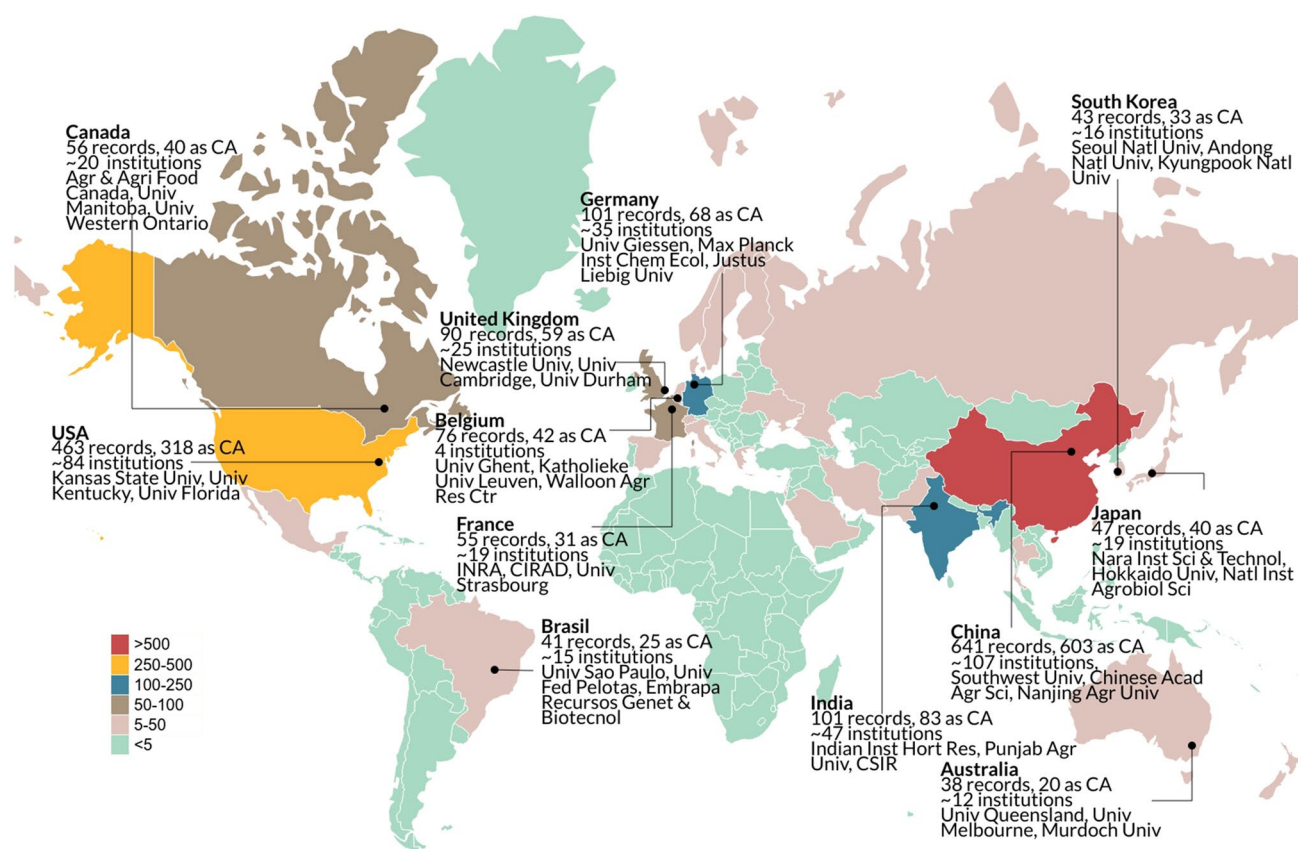 Canada
56 records, 40 as CA
~20 institutions
Agr & Agri Food
Canada, Univ
Manitoba, Univ
Western Ontario
South Korea
43 records, 33 as CA
~16 institutions
Seoul Natl Univ, Andong
Natl Univ, Kyungpook Natl
Univ
Germany
101 records, 68 as CA
~35 institutions
Univ Giessen, Max Planck
Inst Chem Ecol, Justus
Liebig Univ
United Kingdom
90 records, 59 as CA
~25 institutions
Newcastle Univ, Univ
Cambridge, Univ Durham
USA
463 records, 318 as CA
~84 institutions
Kansas State Univ, Univ
Kentucky, Univ Florida
Belgium
76 records, 42 as CA
4 institutions
Univ Ghent, Katholieke
Univ Leuven, Walloon Agr
Res Ctr
France
55 records, 31 as CA
~19 institutions
INRA, CIRAD, Univ
Strasbourg
Japan
47 records, 40 as CA
~19 institutions
Nara Inst Sci & Technol,
Hokkaido Univ, Natl Inst
Agrobiol Sci
Brasil
41 records, 25 as CA
~15 institutions
Univ Sao Paulo, Univ
Fed Pelotas, Embrapa
Recursos Genet &
Biotecnol
China
641 records, 603 as CA
~107 institutions
Southwest Univ, Chinese Acad
Agr Sci, Nanjing Agr Univ
India
101 records, 83 as CA
~47 institutions
Indian Inst Hort Res, Punjab Agr
Univ, CSIR
Australia
38 records, 20 as CA
~12 institutions
Univ Queensland, Univ
Melbourne, Murdoch Univ
>500
250-500
100-250
50-100
5-50
<5